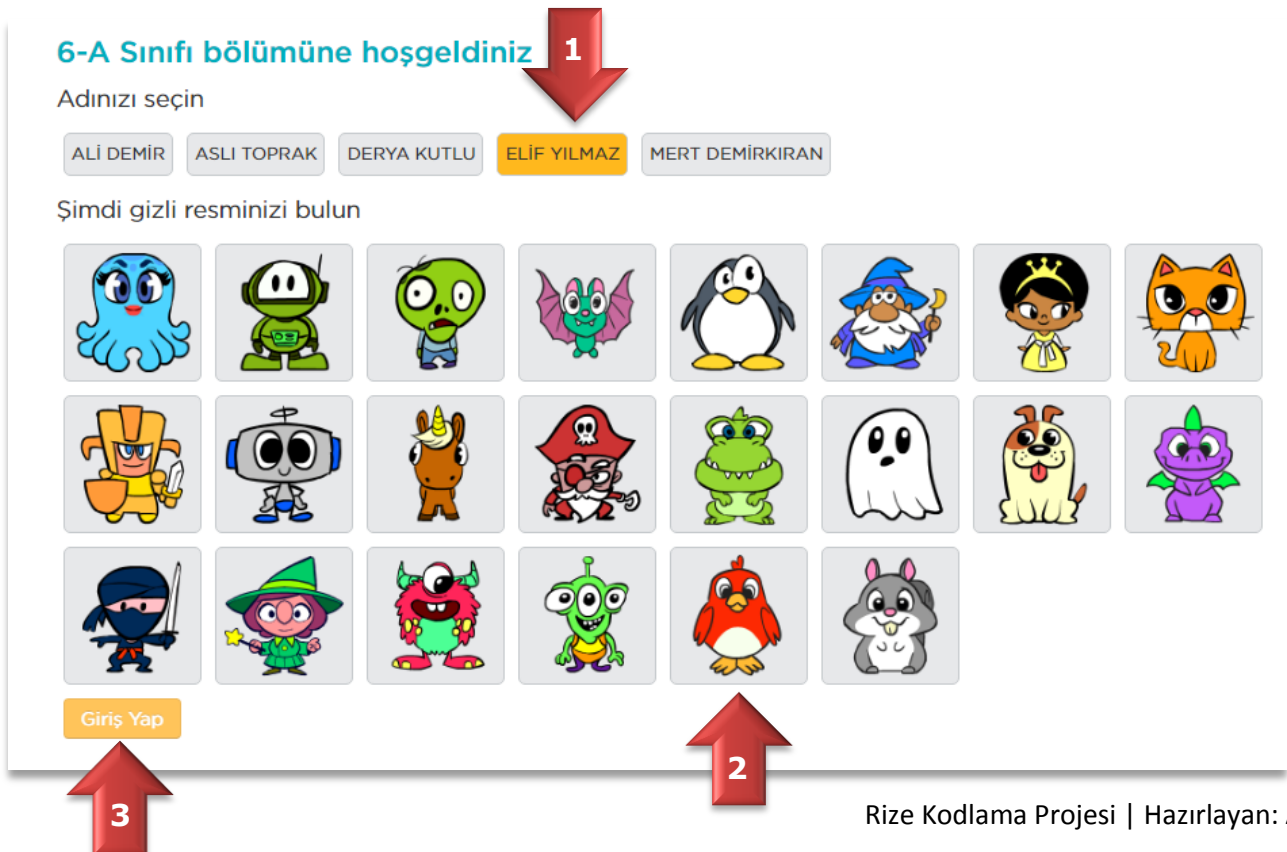 6-A Sınıfı bölümüne hoşgeldiniz
1
Adınızı seçin
ALİ DEMİR ASLI TOPRAK DERYA KUTLU ELİF YILMAZ MERT DEMİRKIRAN
Şimdi gizli resminizi bulun
Giriş Yap
2
3
Rize Kodlama Projesi | Hazırlayan: